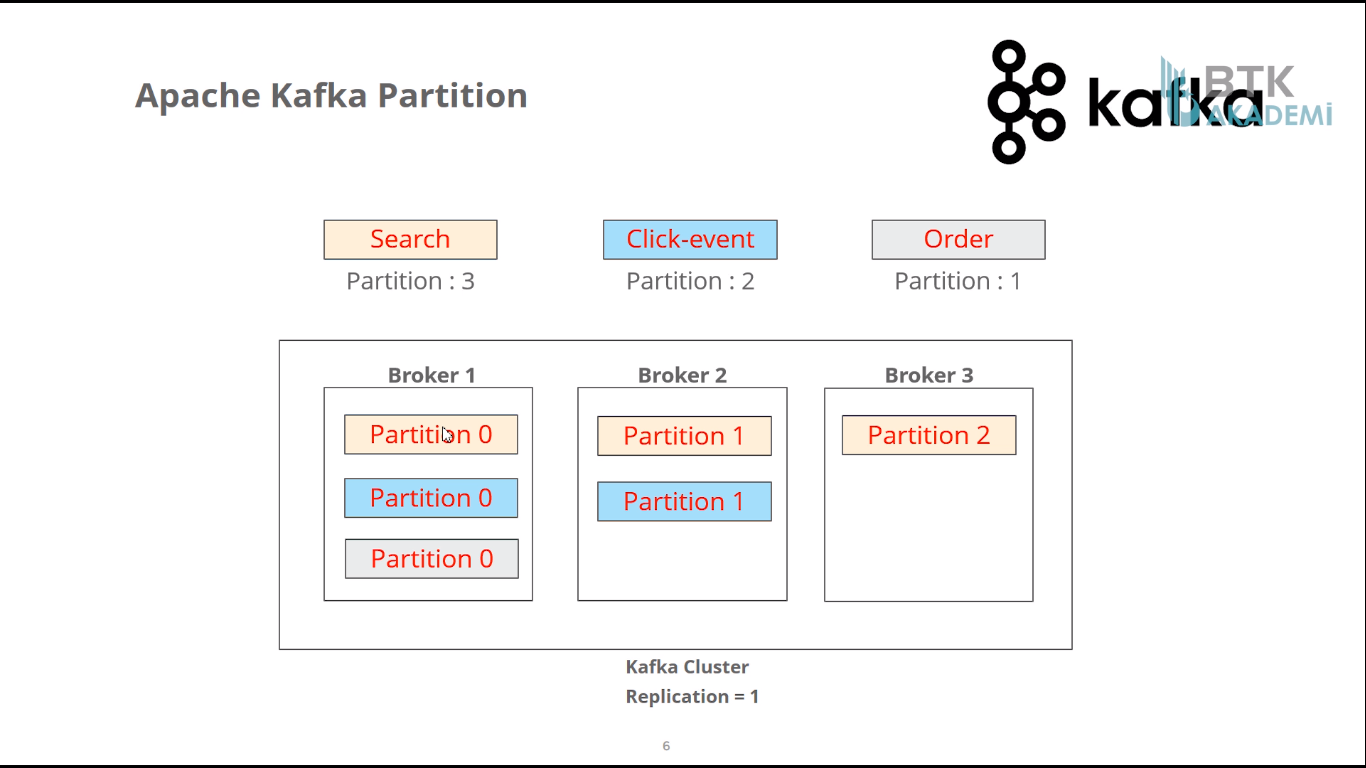 Apache Kafka Partition
kafka
BTK
AKADEMİ
Search
Click-event
Order
Partition : 3
Partition : 2
Partition : 1
Broker 1
Broker 2
Broker 3
Partition 0
Partition 1
Partition 2
Partition 0
Partition 1
Partition 0
Kafka Cluster
Replication = 1
6